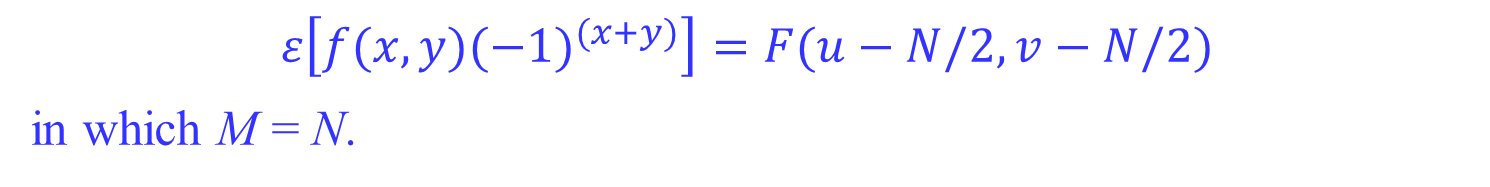 ε[f(x, y)(−1)^(x+y)] = F(u − N/2, v − N/2)
in which M = N.